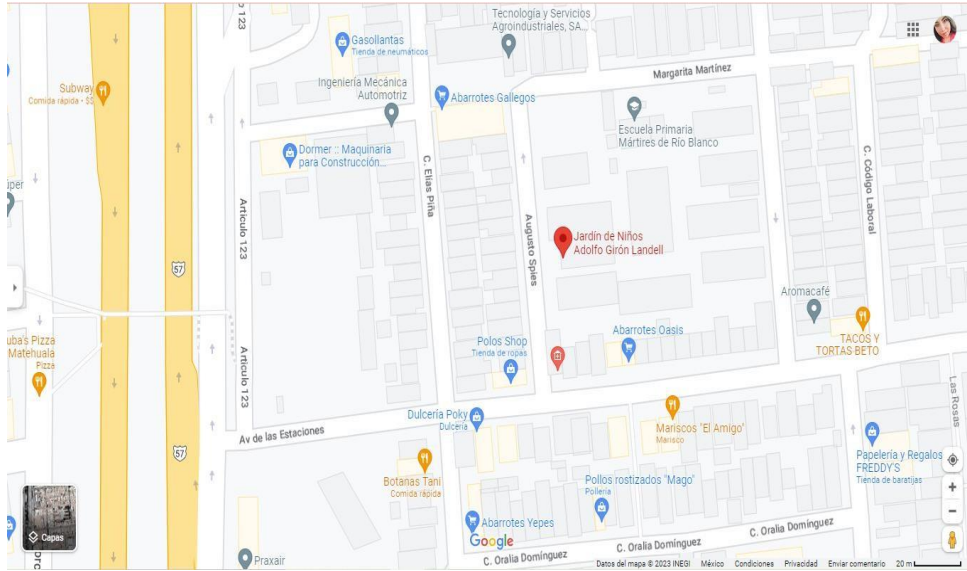 Artículo 123
Tecnología y Servicios
Agroindustriales, SA...
Gasollantas
Tienda de neumáticos
Margarita Martínez
Subway
Comida rápida • $$
Ingeniería Mecánica
Automotriz
Abarrotes Gallegos
Escuela Primaria
Mártires de Río Blanco
Dormer :: Maquinaria
para Construcción...
C. Elías Piña
C. Código Laboral
Artículo 123
Augusto Spies
Jardín de Niños
Adolfo Girón Landell
57
Aromacafé
Matehuala
Pizza
Polos Shop
Tienda de ropas
Abarrotes Oasis
TACOS Y
TORTAS BETO
Artículo 123
Las Rosas
Dulcería Poky
Dulcería
Av de las Estaciones
Mariscos "El Amigo"
Marisco
57
Botanas Tani
Comida rápida
Papelería y Regalos
FREDDY'S
Tienda de baratijas
Pollos rostizados "Mago"
Pollería
Capas
Abarrotes Yepes
Google
C. Oralia Domínguez
C. Oralia Domínguez
C. Oralia Domínguez
Praxair
Datos del mapa © 2023 INEGI México Condiciones Privacidad Enviar comentario 20 m